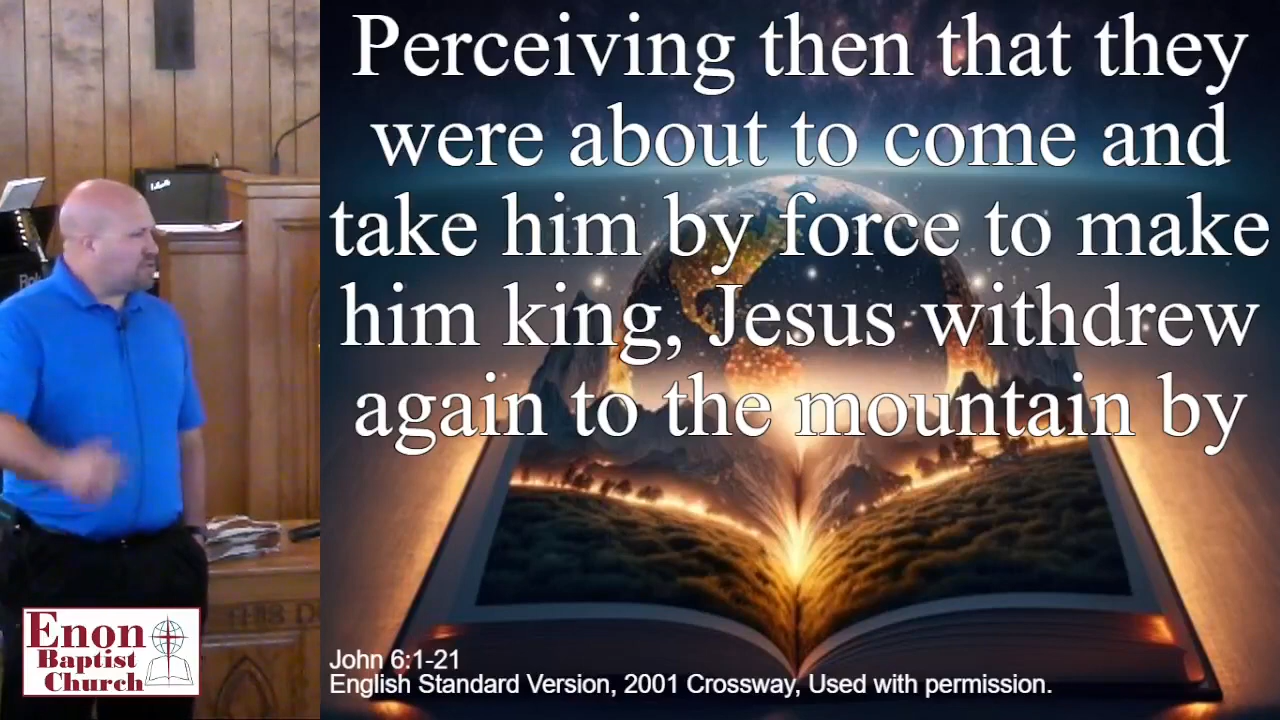 Perceiving then that they
were about to come and
take him by force to make
him king, Jesus withdrew
again to the mountain by
John 6:1-21
English Standard Version, 2001 Crossway, Used with permission.
Enon
Baptist
Church
THIS D